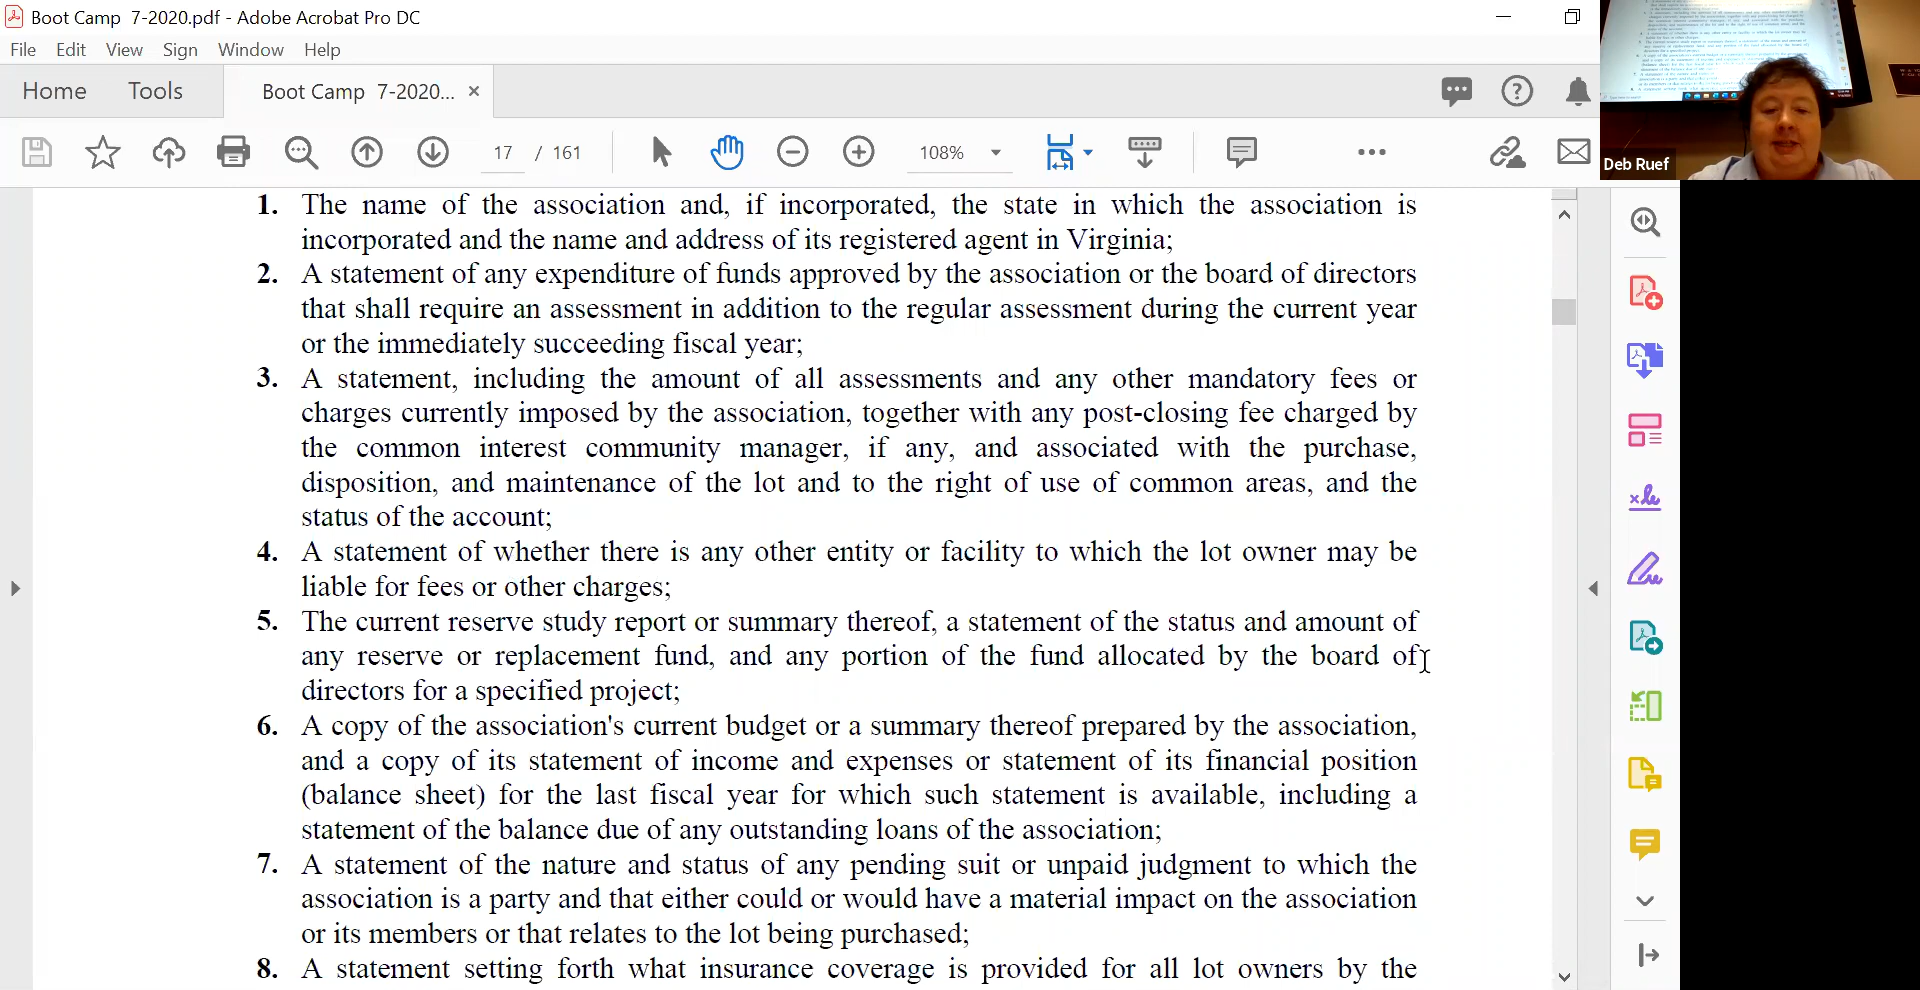 Boot Camp 7-2020.pdf - Adobe Acrobat Pro DC
File Edit View Sign Window Help
Home Tools Boot Camp 7-2020... ×
17 / 161 108%
Deb Ruef
1. The name of the association and, if incorporated, the state in which the association is
incorporated and the name and address of its registered agent in Virginia;
2. A statement of any expenditure of funds approved by the association or the board of directors
that shall require an assessment in addition to the regular assessment during the current year
or the immediately succeeding fiscal year;
3. A statement, including the amount of all assessments and any other mandatory fees or
charges currently imposed by the association, together with any post-closing fee charged by
the common interest community manager, if any, and associated with the purchase,
disposition, and maintenance of the lot and to the right of use of common areas, and the
status of the account;
4. A statement of whether there is any other entity or facility to which the lot owner may be
liable for fees or other charges;
5. The current reserve study report or summary thereof, a statement of the status and amount of
any reserve or replacement fund, and any portion of the fund allocated by the board of
directors for a specified project;
6. A copy of the association's current budget or a summary thereof prepared by the association,
and a copy of its statement of income and expenses or statement of its financial position
(balance sheet) for the last fiscal year for which such statement is available, including a
statement of the balance due of any outstanding loans of the association;
7. A statement of the nature and status of any pending suit or unpaid judgment to which the
association is a party and that either could or would have a material impact on the association
or its members or that relates to the lot being purchased;
8. A statement setting forth what insurance coverage is provided for all lot owners by the